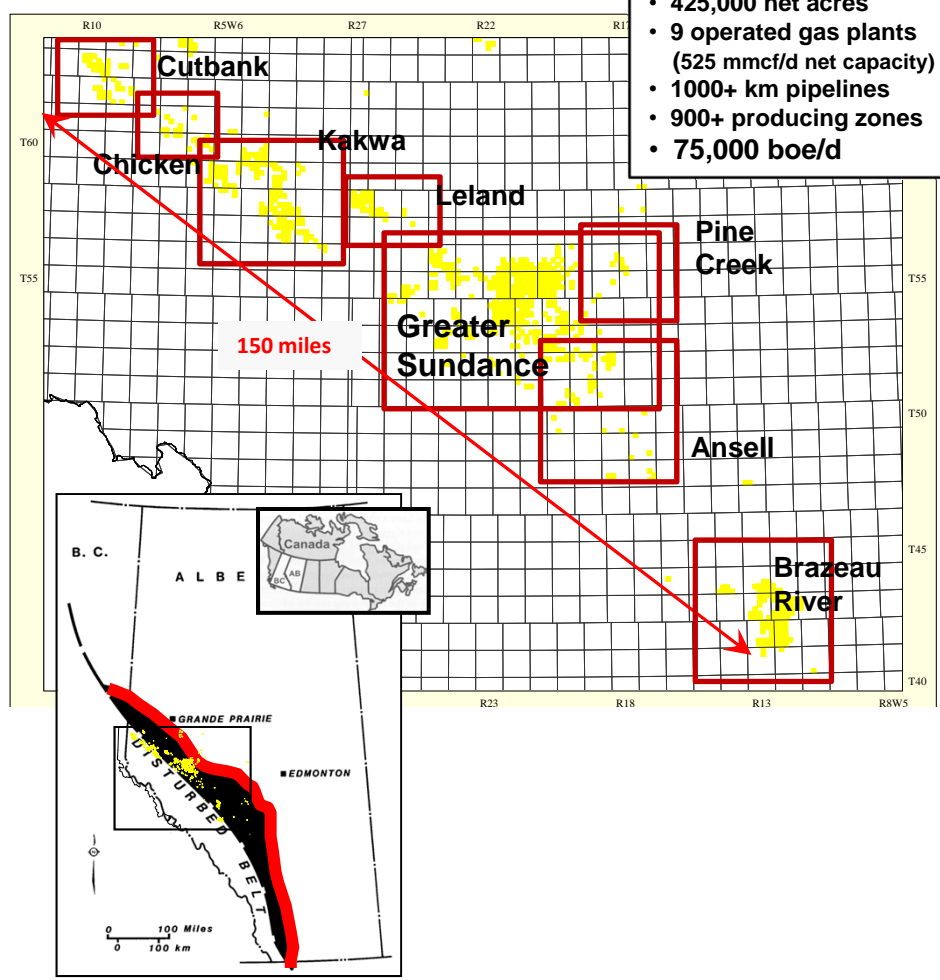 • 425,000 net acres
• 9 operated gas plants
(525 mmcf/d net capacity)
• 1000+ km pipelines
• 900+ producing zones
• 75,000 boe/d
R10
R5W6
R27
R22
R17
Cutbank
T60
Chicken
Kakwa
Leland
Pine
Creek
T55
T55
Greater
Sundance
150 miles
T50
Ansell
T45
Brazeau
River
T40
R23
R18
R13
R8W5
B. C.
A L B E
Canada
BC
AB
GRANDE PRAIRIE
EDMONTON
DISTURBED BELT
0 100 Miles
0 100 km